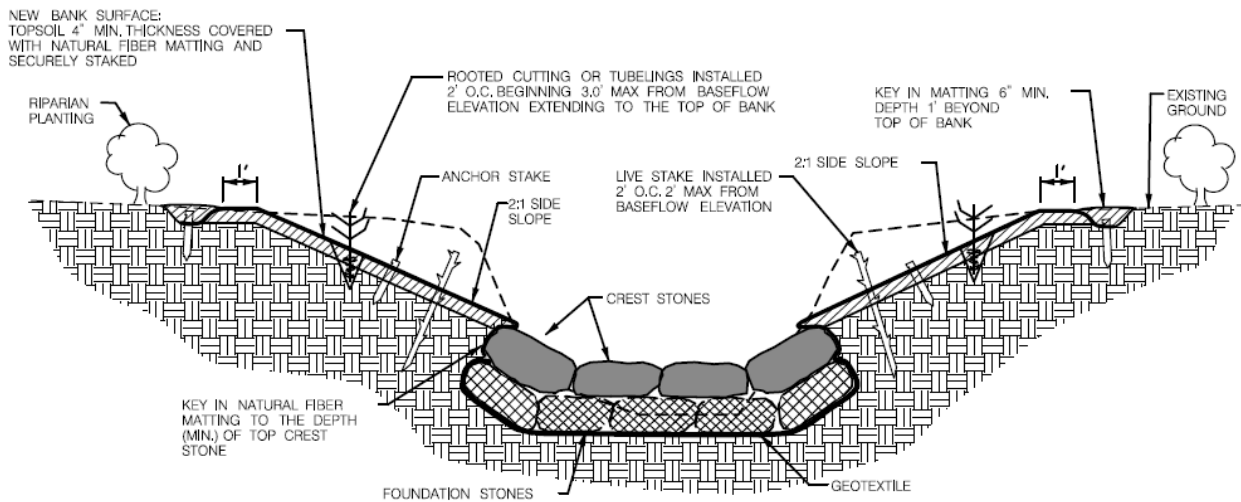 NEW BANK SURFACE:
TOPSOIL 4" MIN. THICKNESS COVERED
WITH NATURAL FIBER MATTING AND
SECURELY STAKED
RIPARIAN
PLANTING
ROOTED CUTTING OR TUBELINGS INSTALLED
2' O.C. BEGINNING 3.0' MAX FROM BASEFLOW
ELEVATION EXTENDING TO THE TOP OF BANK
KEY IN MATTING 6" MIN.
DEPTH 1' BEYOND
TOP OF BANK
EXISTING
GROUND
1'
ANCHOR STAKE
2:1 SIDE
SLOPE
LIVE STAKE INSTALLED
2' O.C. 2' MAX FROM
BASEFLOW ELEVATION
2:1 SIDE SLOPE
1'
CREST STONES
KEY IN NATURAL FIBER
MATTING TO THE DEPTH
(MIN.) OF TOP CREST
STONE
FOUNDATION STONES
GEOTEXTILE